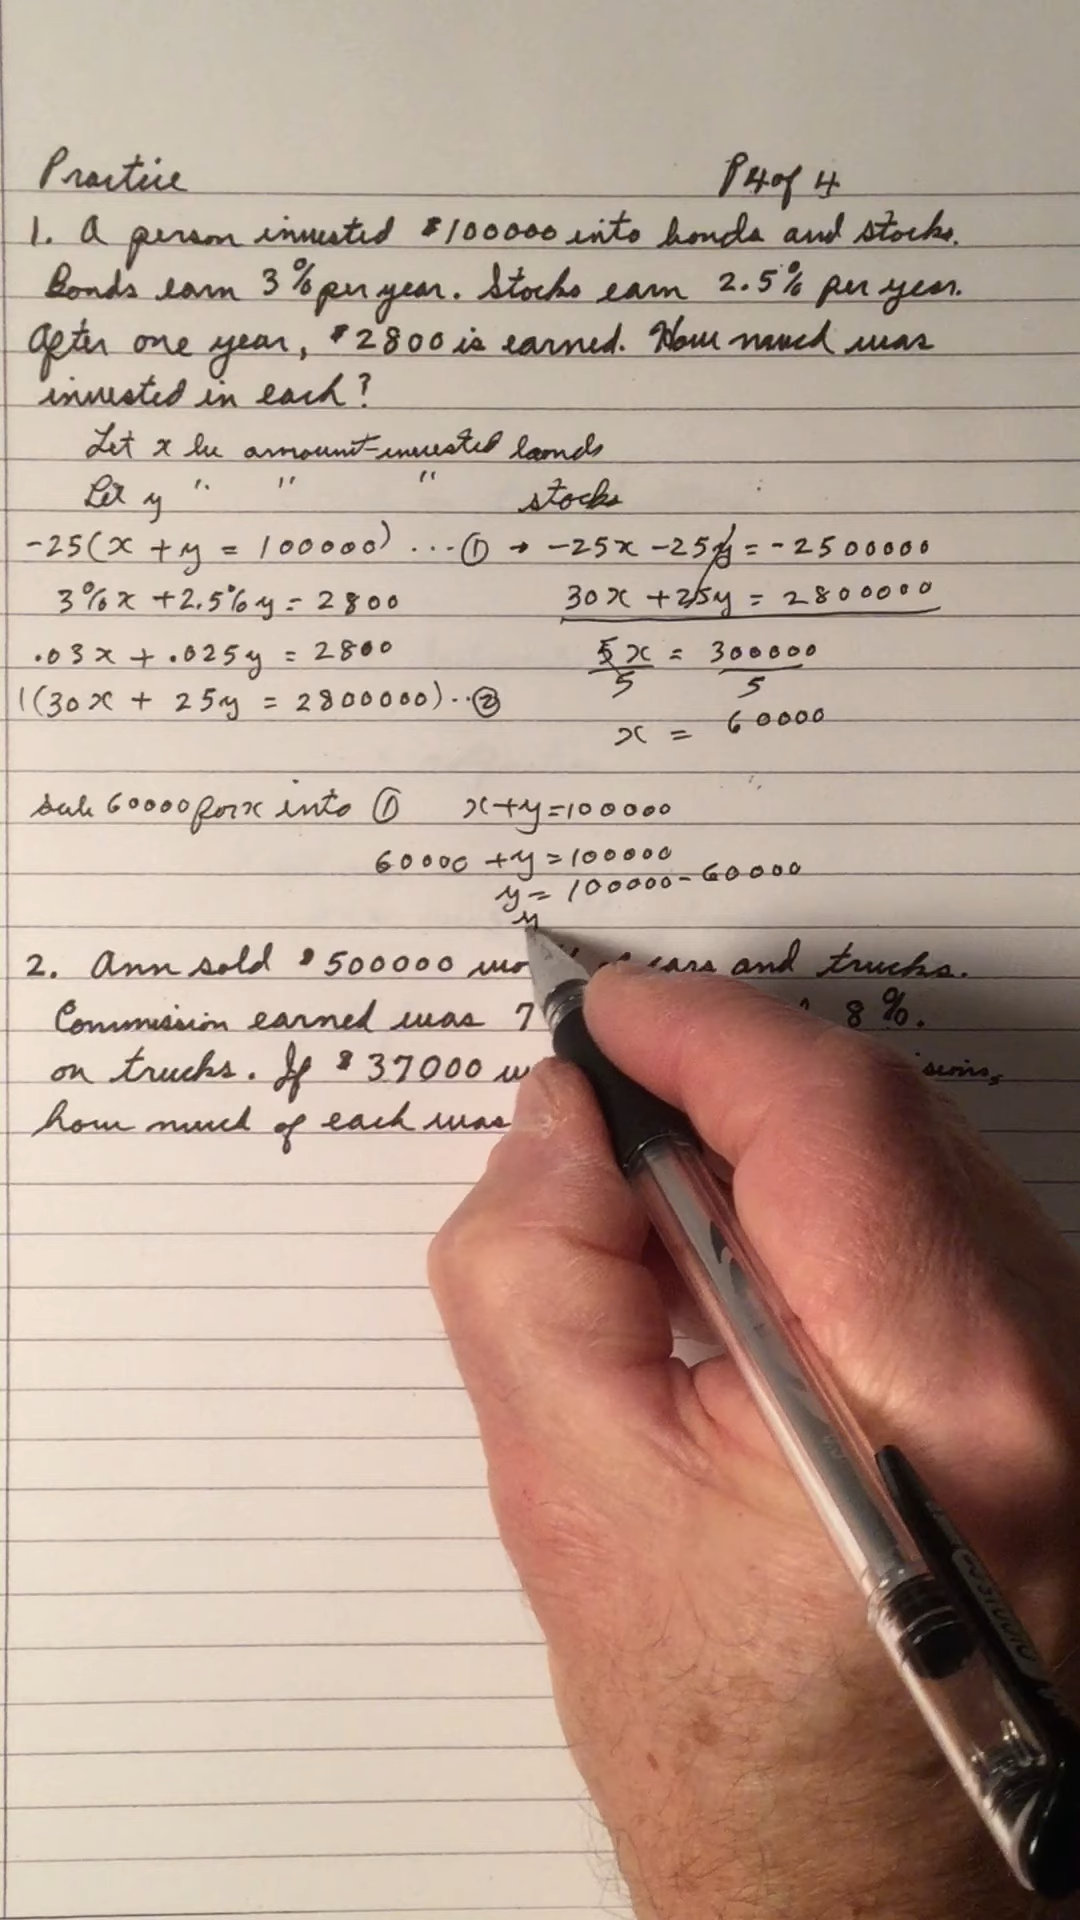 Practice P4 of 4
1. A person invested $100000 into bonds and stocks.
Bonds earn 3% per year. Stocks earn 2.5% per year.
After one year, $2800 is earned. How much was
invested in each?
Let x be amount invested bonds
Let y " " " stocks
-25(x + y = 100000) ... ① → -25x -25y = -2500000
3%x + 2.5%y = 2800 30x + 25y = 2800000
.03x + .025y = 2800 5x = 300000
5 5
1(30x + 25y = 2800000) .. ② x = 60000
sub 60000 for x into ① x+y=100000
60000 + y = 100000
y = 100000 - 60000
y
2. Ann sold $500000 of cars and trucks.
Commission earned was 7 8%.
on trucks. If $37000
how much of each was